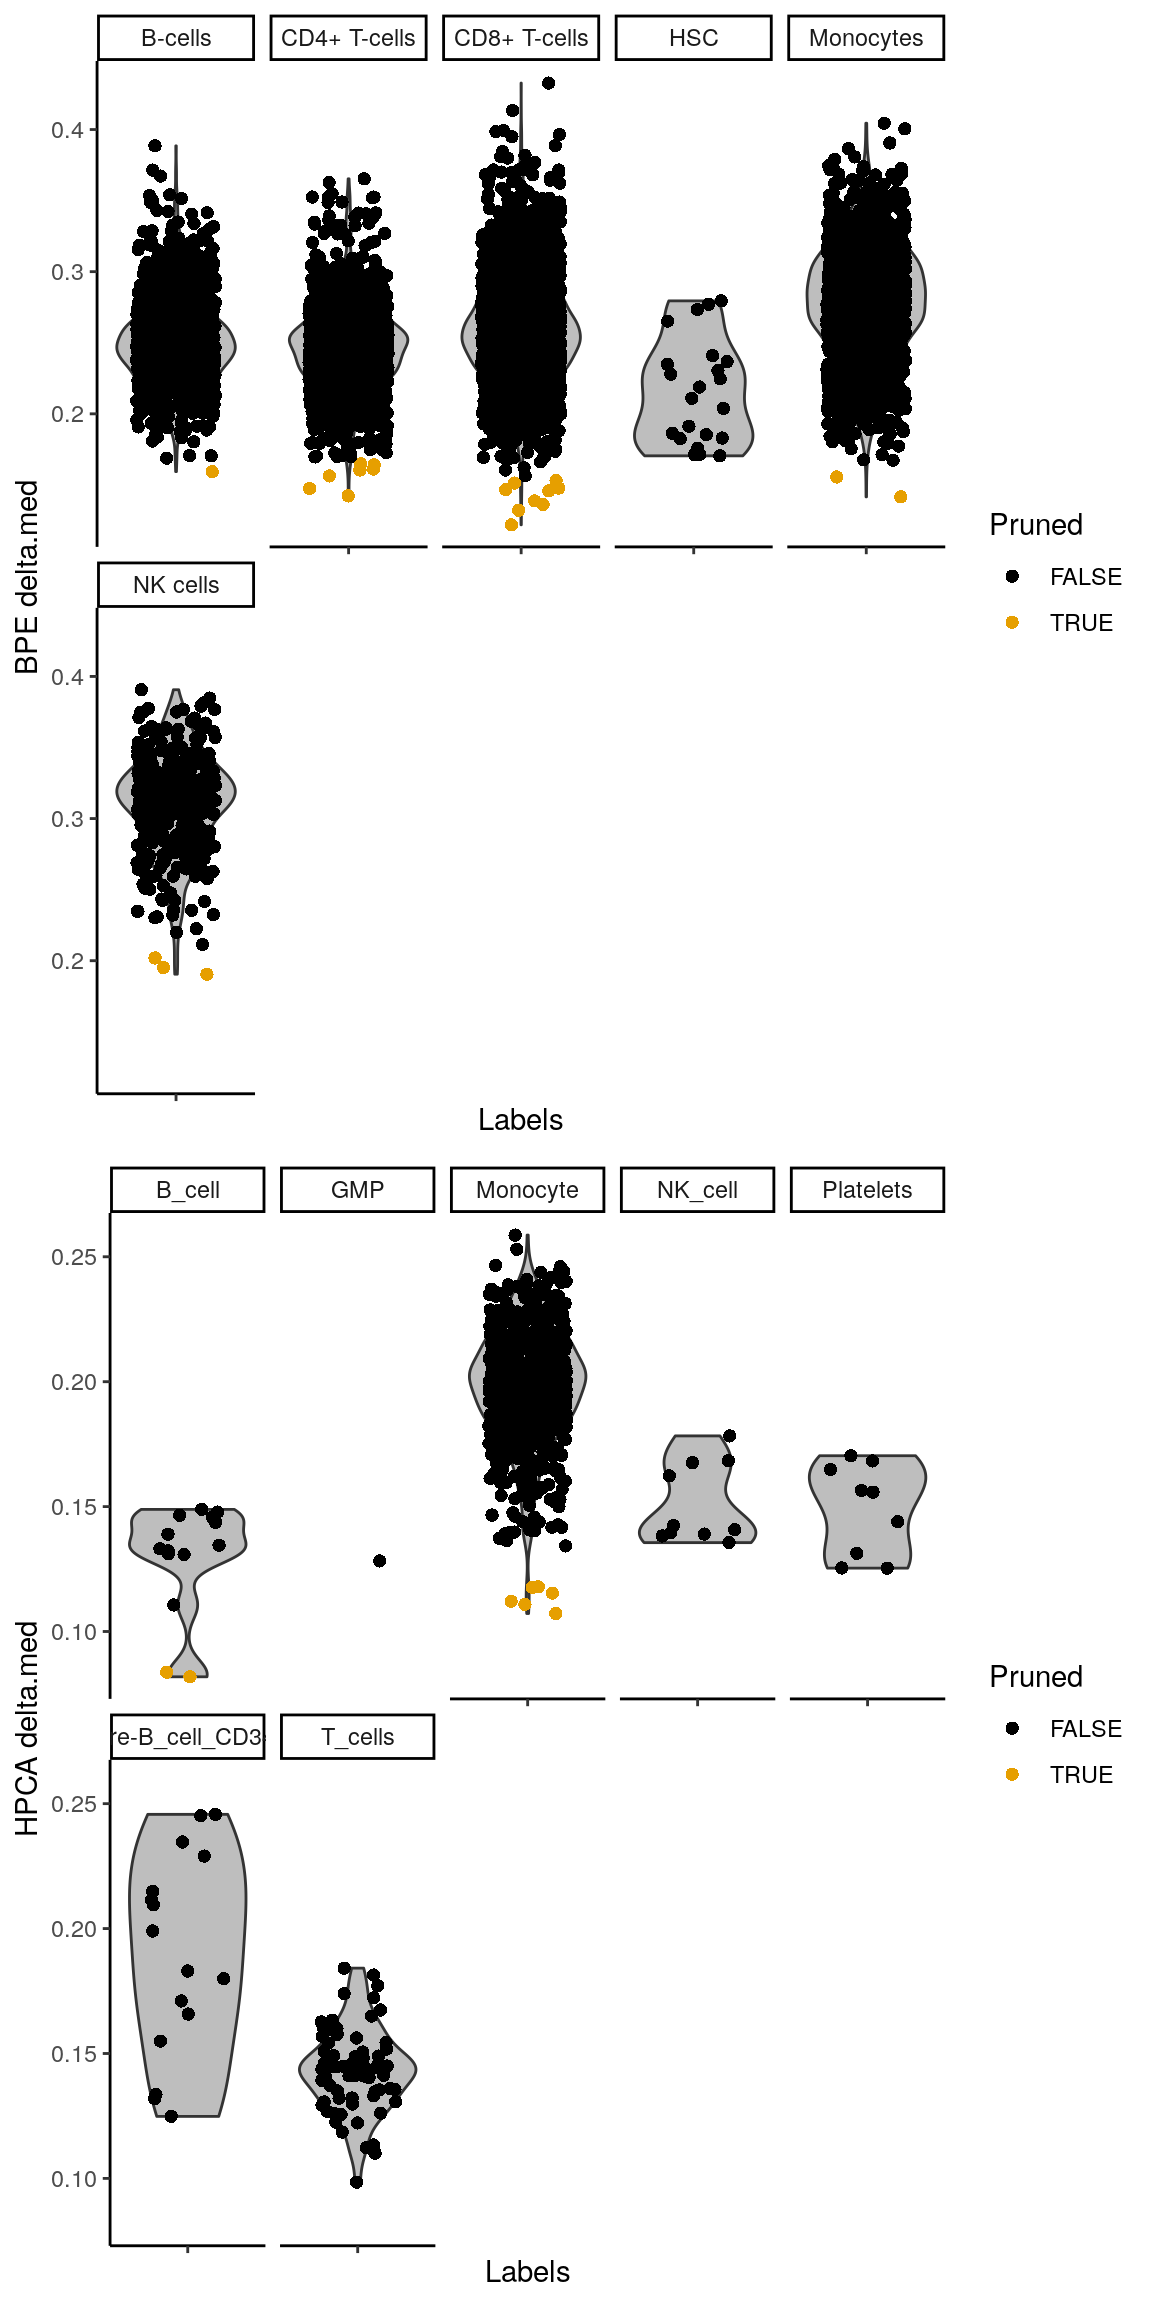 B-cells CD4+ T-cells CD8+ T-cells HSC Monocytes
0.4
0.3
0.2
NK cells
0.4
0.3
0.2
BPE delta.med
Labels
Pruned
FALSE
TRUE
B_cell GMP Monocyte NK_cell Platelets
0.25
0.20
0.15
0.10
re-B_cell_CD3 T_cells
0.25
0.20
0.15
0.10
HPCA delta.med
Labels
Pruned
FALSE
TRUE